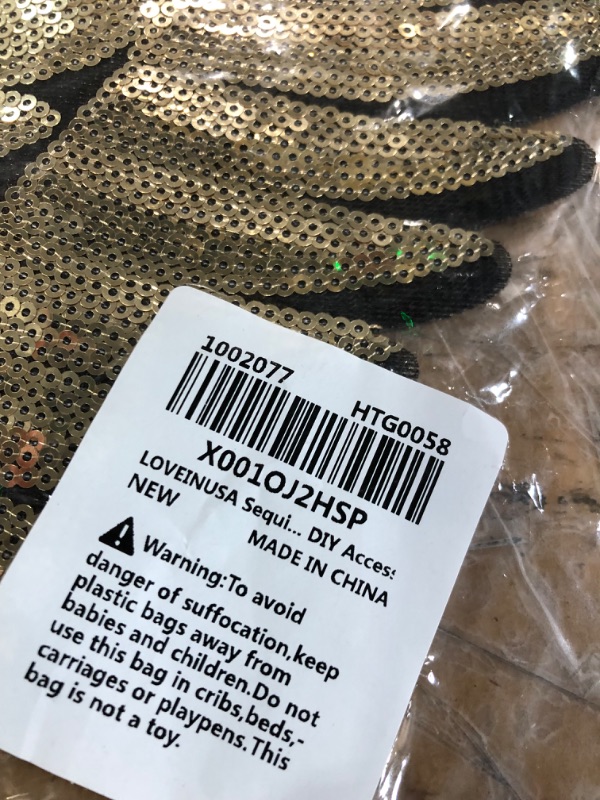 1002077
HTG0058
X001OJ2HSP
LOVEINUSA Sequi... DIY Access
NEW
MADE IN CHINA
Warning:To avoid
danger of suffocation,keep
plastic bags away from
babies and children.Do not
use this bag in cribs,beds,-
carriages or playpens.This
bag is not a toy.